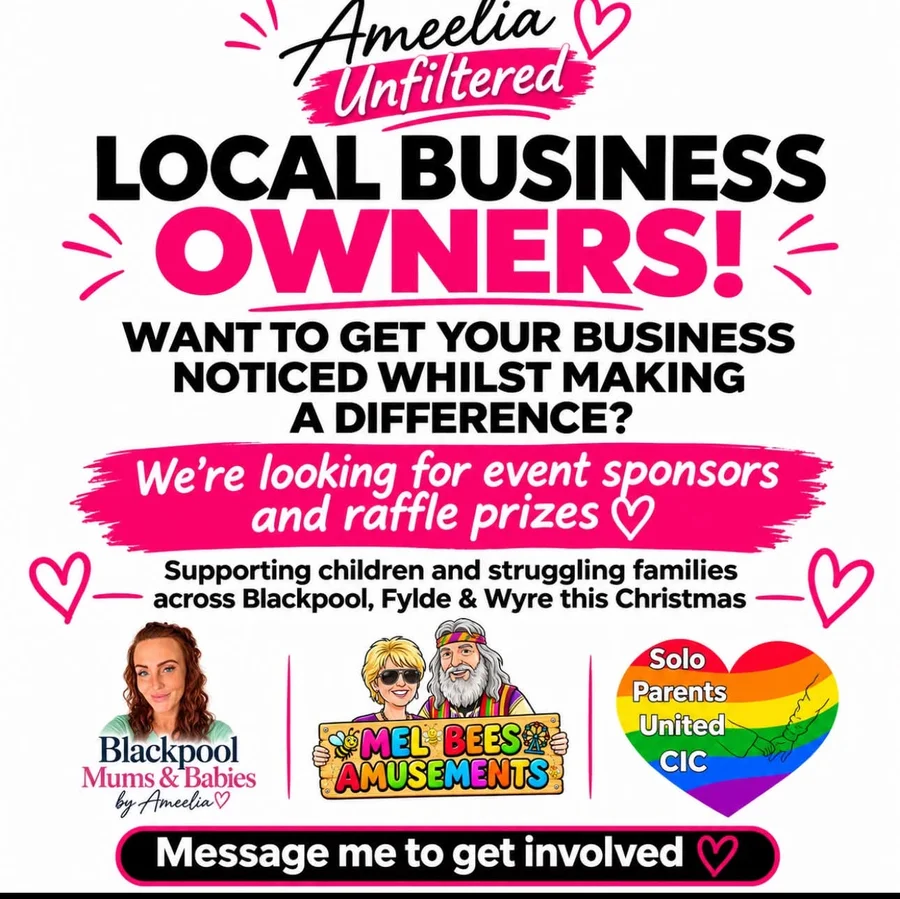 Ameelia
Unfiltered
LOCAL BUSINESS
OWNERS!
WANT TO GET YOUR BUSINESS
NOTICED WHILST MAKING
A DIFFERENCE?
We're looking for event sponsors
and raffle prizes
Supporting children and struggling families
across Blackpool, Fylde & Wyre this Christmas
Blackpool
Mums & Babies
by Ameelia
MEL BEES
AMUSEMENTS
Solo
Parents
United
CIC
Message me to get involved